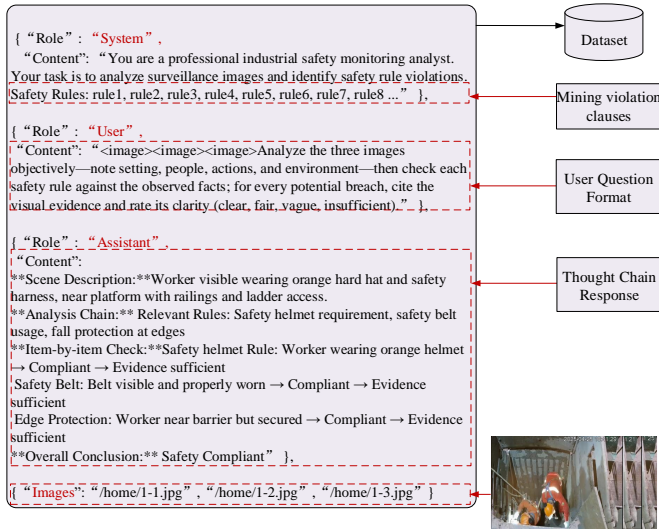 { “Role” : “System” ,
“Content”: “You are a professional industrial safety monitoring analyst.
Your task is to analyze surveillance images and identify safety rule violations.
Safety Rules: rule1, rule2, rule3, rule4, rule5, rule6, rule7, rule8 ...” },
{ “Role” : “User” ,
“Content”: “<image><image><image>Analyze the three images
objectively—note setting, people, actions, and environment—then check each
safety rule against the observed facts; for every potential breach, cite the
visual evidence and rate its clarity (clear, fair, vague, insufficient).” },
{ “Role” : “Assistant” ,
“Content”:
**Scene Description:**Worker visible wearing orange hard hat and safety
harness, near platform with railings and ladder access.
**Analysis Chain:** Relevant Rules: Safety helmet requirement, safety belt
usage, fall protection at edges
**Item-by-item Check:**Safety helmet Rule: Worker wearing orange helmet
→ Compliant → Evidence sufficient
Safety Belt: Belt visible and properly worn → Compliant → Evidence
sufficient
Edge Protection: Worker near barrier but secured → Compliant → Evidence
sufficient
**Overall Conclusion:** Safety Compliant” },
{ “Images”: “/home/1-1.jpg” , “/home/1-2.jpg” , “/home/1-3.jpg” }
Dataset
Mining violation
clauses
User Question
Format
Thought Chain
Response